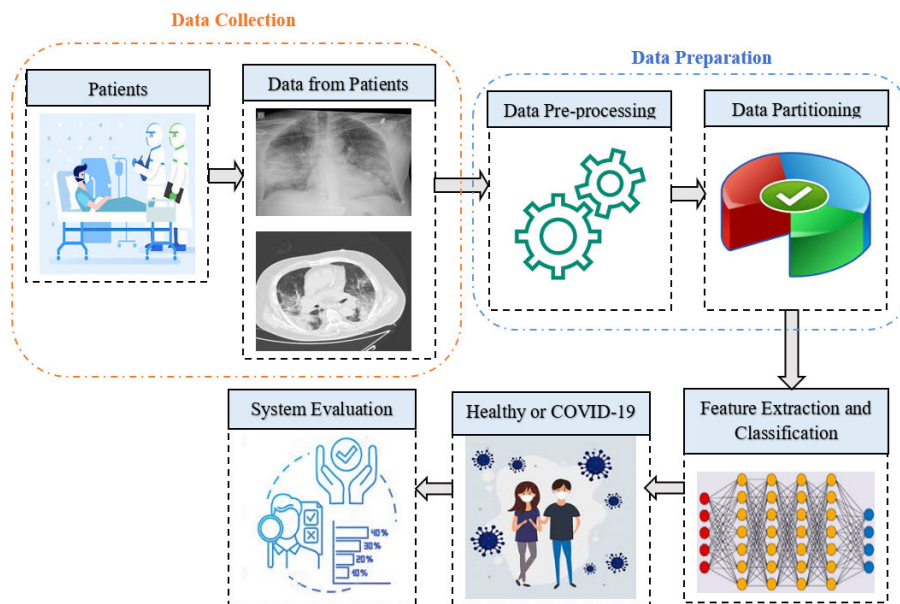 Data Collection
Data Preparation
Patients
Data from Patients
Data Pre-processing
Data Partitioning
System Evaluation
Healthy or COVID-19
Feature Extraction and
Classification
40%
30%
20%
10%